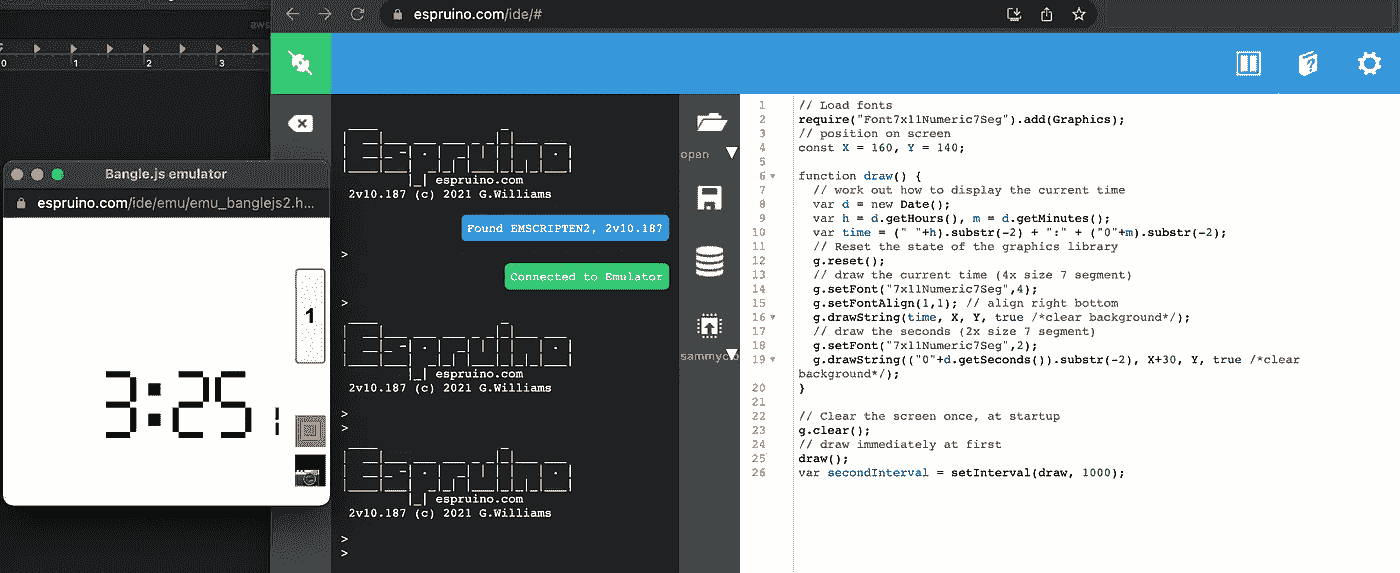 espruino.com/ide/#
aws
0 1 2 3
Bangle.js emulator
espruino.com/ide/emu/emu_banglejs2.h...
1
3:25
Espruino
espruino.com
2v10.187 (c) 2021 G.Williams
Found EMSCRIPTEN2, 2v10.187
>
Connected to Emulator
>
Espruino
espruino.com
2v10.187 (c) 2021 G.Williams
>
>
Espruino
espruino.com
2v10.187 (c) 2021 G.Williams
>
>
open
1 // Load fonts
2 require("Font7x11Numeric7Seg").add(Graphics);
3 // position on screen
4 const X = 160, Y = 140;
5
6 function draw() {
7 // work out how to display the current time
8 var d = new Date();
9 var h = d.getHours(), m = d.getMinutes();
10 var time = (" "+h).substr(-2) + ":" + ("0"+m).substr(-2);
11 // Reset the state of the graphics library
12 g.reset();
13 // draw the current time (4x size 7 segment)
14 g.setFont("7x11Numeric7Seg",4);
15 g.setFontAlign(1,1); // align right bottom
16 g.drawString(time, X, Y, true /*clear background*/);
17 // draw the seconds (2x size 7 segment)
18 g.setFont("7x11Numeric7Seg",2);
19 g.drawString(("0"+d.getSeconds()).substr(-2), X+30, Y, true /*clear
background*/);
20 }
21
22 // Clear the screen once, at startup
23 g.clear();
24 // draw immediately at first
25 draw();
26 var secondInterval = setInterval(draw, 1000);